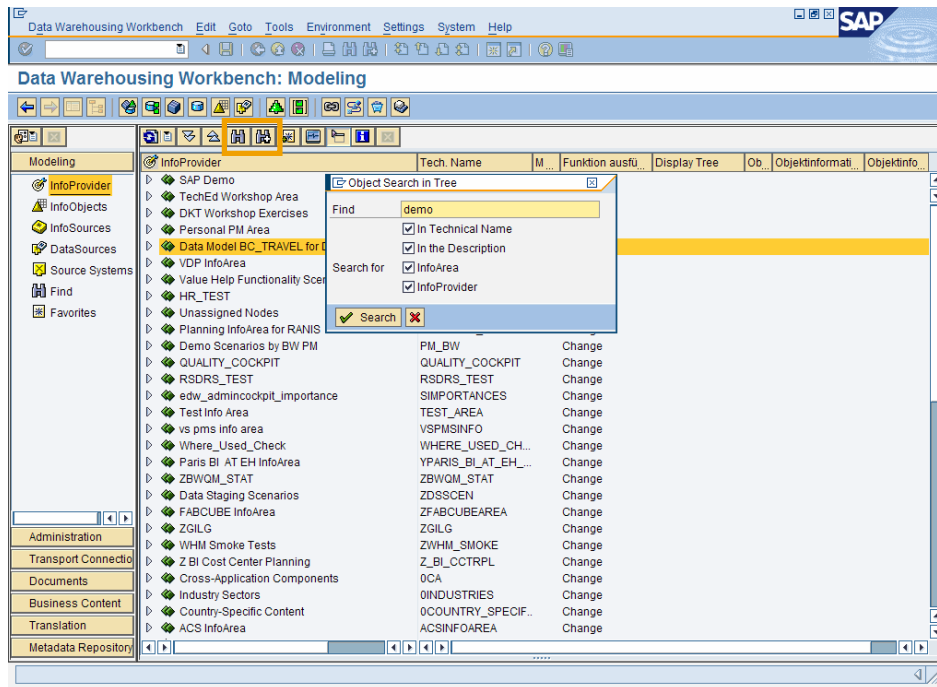 Data Warehousing Workbench Edit Goto Tools Environment Settings System Help
SAP
Data Warehousing Workbench: Modeling
Modeling
InfoProvider
InfoObjects
InfoSources
DataSources
Source Systems
Find
Favorites
Administration
Transport Connectio
Documents
Business Content
Translation
Metadata Repository
InfoProvider Tech. Name M... Funktion ausfü... Display Tree Ob... Objektinformati... Objektinfo...
SAP Demo
TechEd Workshop Area
DKT Workshop Exercises
Personal PM Area
Data Model BC_TRAVEL for
VDP InfoArea
Value Help Functionality Scer
HR_TEST
Unassigned Nodes
Planning InfoArea for RANIS
Demo Scenarios by BW PM PM_BW Change
QUALITY_COCKPIT QUALITY_COCKPIT Change
RSDRS_TEST RSDRS_TEST Change
edw_admincockpit_importance SIMPORTANCES Change
Test Info Area TEST_AREA Change
vs pms info area VSPMSINFO Change
Where_Used_Check WHERE_USED_CH... Change
Paris BI AT EH InfoArea YPARIS_BI_AT_EH_... Change
ZBWQM_STAT ZBWQM_STAT Change
Data Staging Scenarios ZDSSCEN Change
FABCUBE InfoArea ZFABCUBEAREA Change
ZGILG ZGILG Change
WHM Smoke Tests ZWHM_SMOKE Change
Z BI Cost Center Planning Z_BI_CCTRPL Change
Cross-Application Components 0CA Change
Industry Sectors 0INDUSTRIES Change
Country-Specific Content 0COUNTRY_SPECIF... Change
ACS InfoArea ACSINFOAREA Change
Object Search in Tree
Find demo
In Technical Name
In the Description
Search for InfoArea
InfoProvider
Search